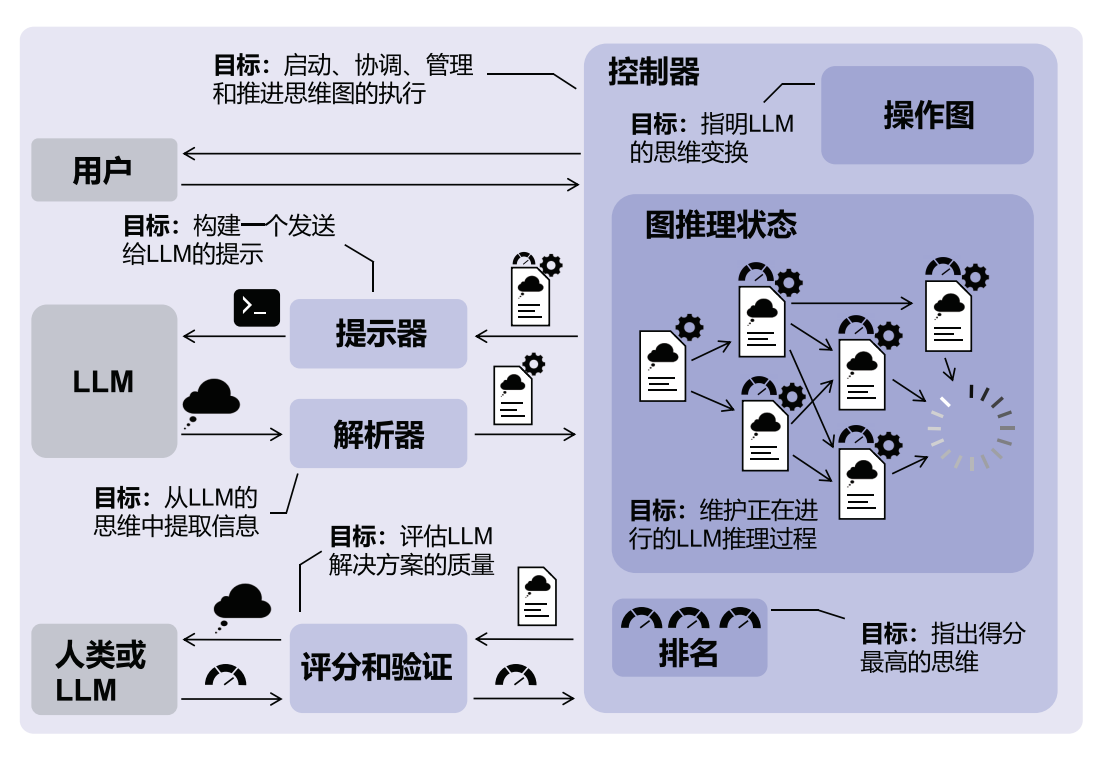 目标：启动、协调、管理
和推进思维图的执行
控制器
目标：指明LLM
的思维变换
操作图
用户
目标：构建一个发送
给LLM的提示
图推理状态
提示器
LLM
解析器
目标：从LLM的
思维中提取信息
目标：维护正在进
行的LLM推理过程
目标：评估LLM
解决方案的质量
人类或
LLM
评分和验证
排名
目标：指出得分
最高的思维